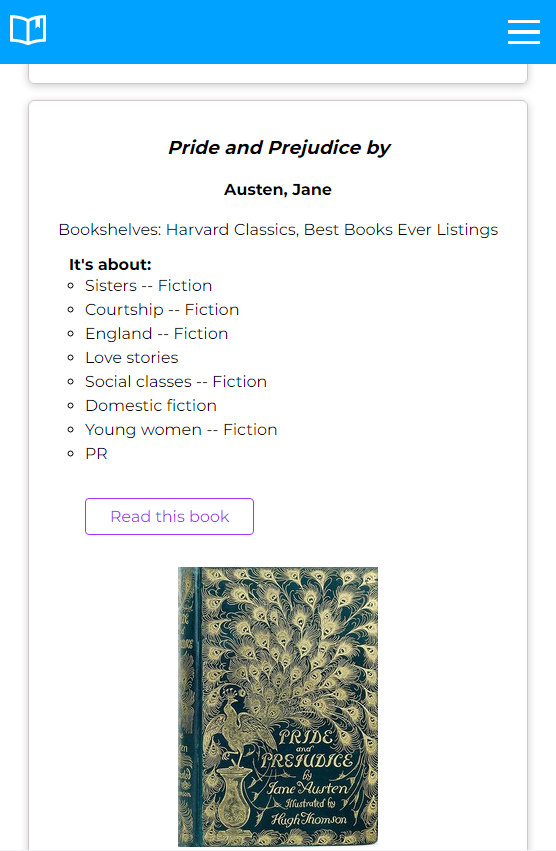 Pride and Prejudice by
Austen, Jane
Bookshelves: Harvard Classics, Best Books Ever Listings
It's about:
Sisters -- Fiction
Courtship -- Fiction
England -- Fiction
Love stories
Social classes -- Fiction
Domestic fiction
Young women -- Fiction
PR
Read this book
PRIDE
and
PREJUDICE
by
Jane Austen
Illustrated by
Hugh Thomson